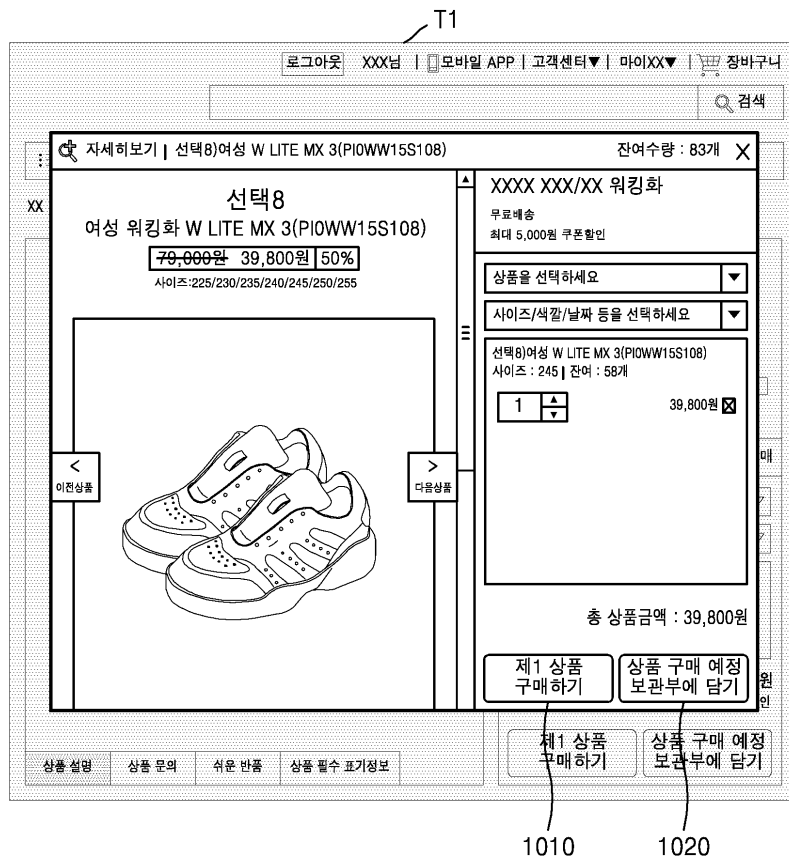 T1
로그아웃 XXX님 | 모바일 APP | 고객센터▼ | 마이XX▼ | 장바구니
검색
자세히보기 | 선택8)여성 W LITE MX 3(PI0WW15S108) 잔여수량 : 83개 X
XX
선택8
여성 워킹화 W LITE MX 3(PI0WW15S108)
79,000원 39,800원 50%
사이즈:225/230/235/240/245/250/255
<
이전상품
>
다음상품
XXXX XXX/XX 워킹화
무료배송
최대 5,000원 쿠폰할인
상품을 선택하세요 ▼
사이즈/색깔/날짜 등을 선택하세요 ▼
선택8)여성 W LITE MX 3(PI0WW15S108)
사이즈 : 245 | 잔여 : 58개
1 39,800원
총 상품금액 : 39,800원
제1 상품
구매하기
상품 구매 예정
보관부에 담기
매
원
인
상품 설명 상품 문의 쉬운 반품 상품 필수 표기정보
제1 상품
구매하기
상품 구매 예정
보관부에 담기
1010 1020